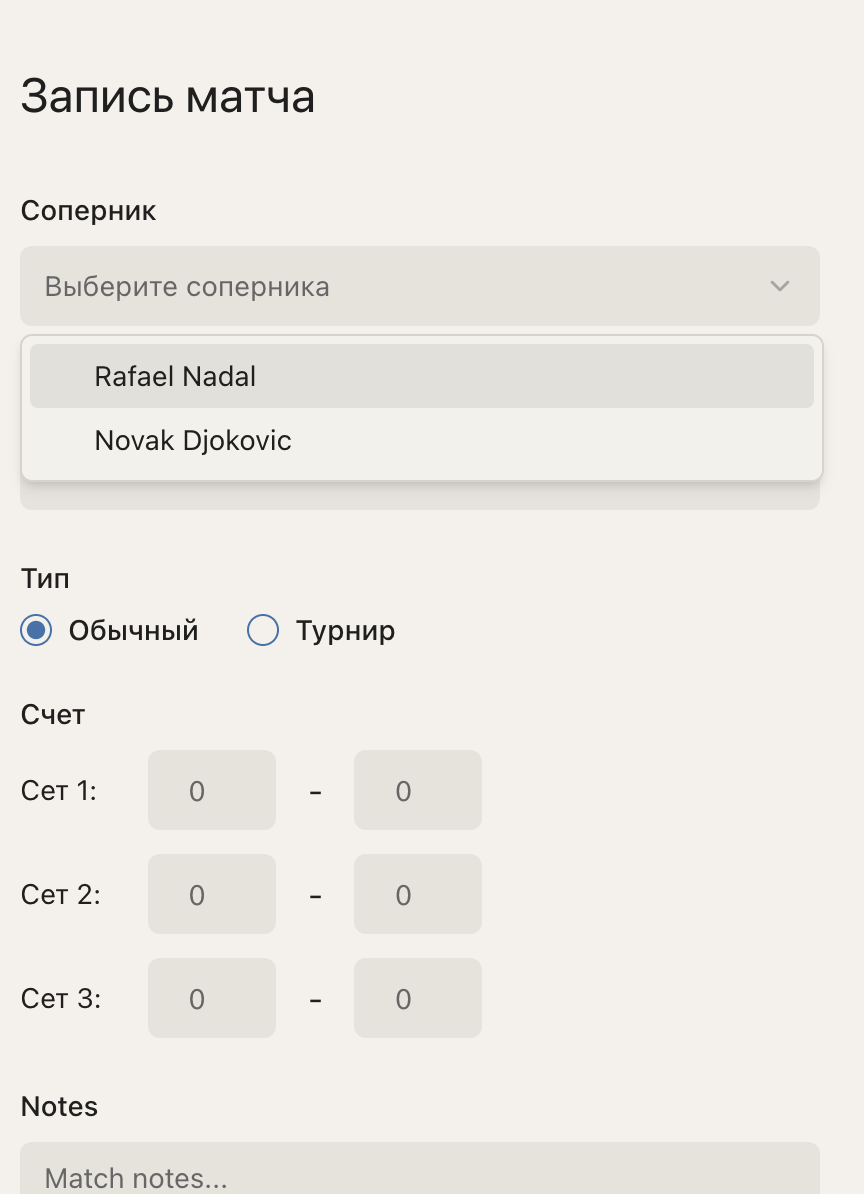 Запись матча
Соперник
Выберите соперника
Rafael Nadal
Novak Djokovic
Тип
Обычный Турнир
Счет
Сет 1: 0 - 0
Сет 2: 0 - 0
Сет 3: 0 - 0
Notes
Match notes...